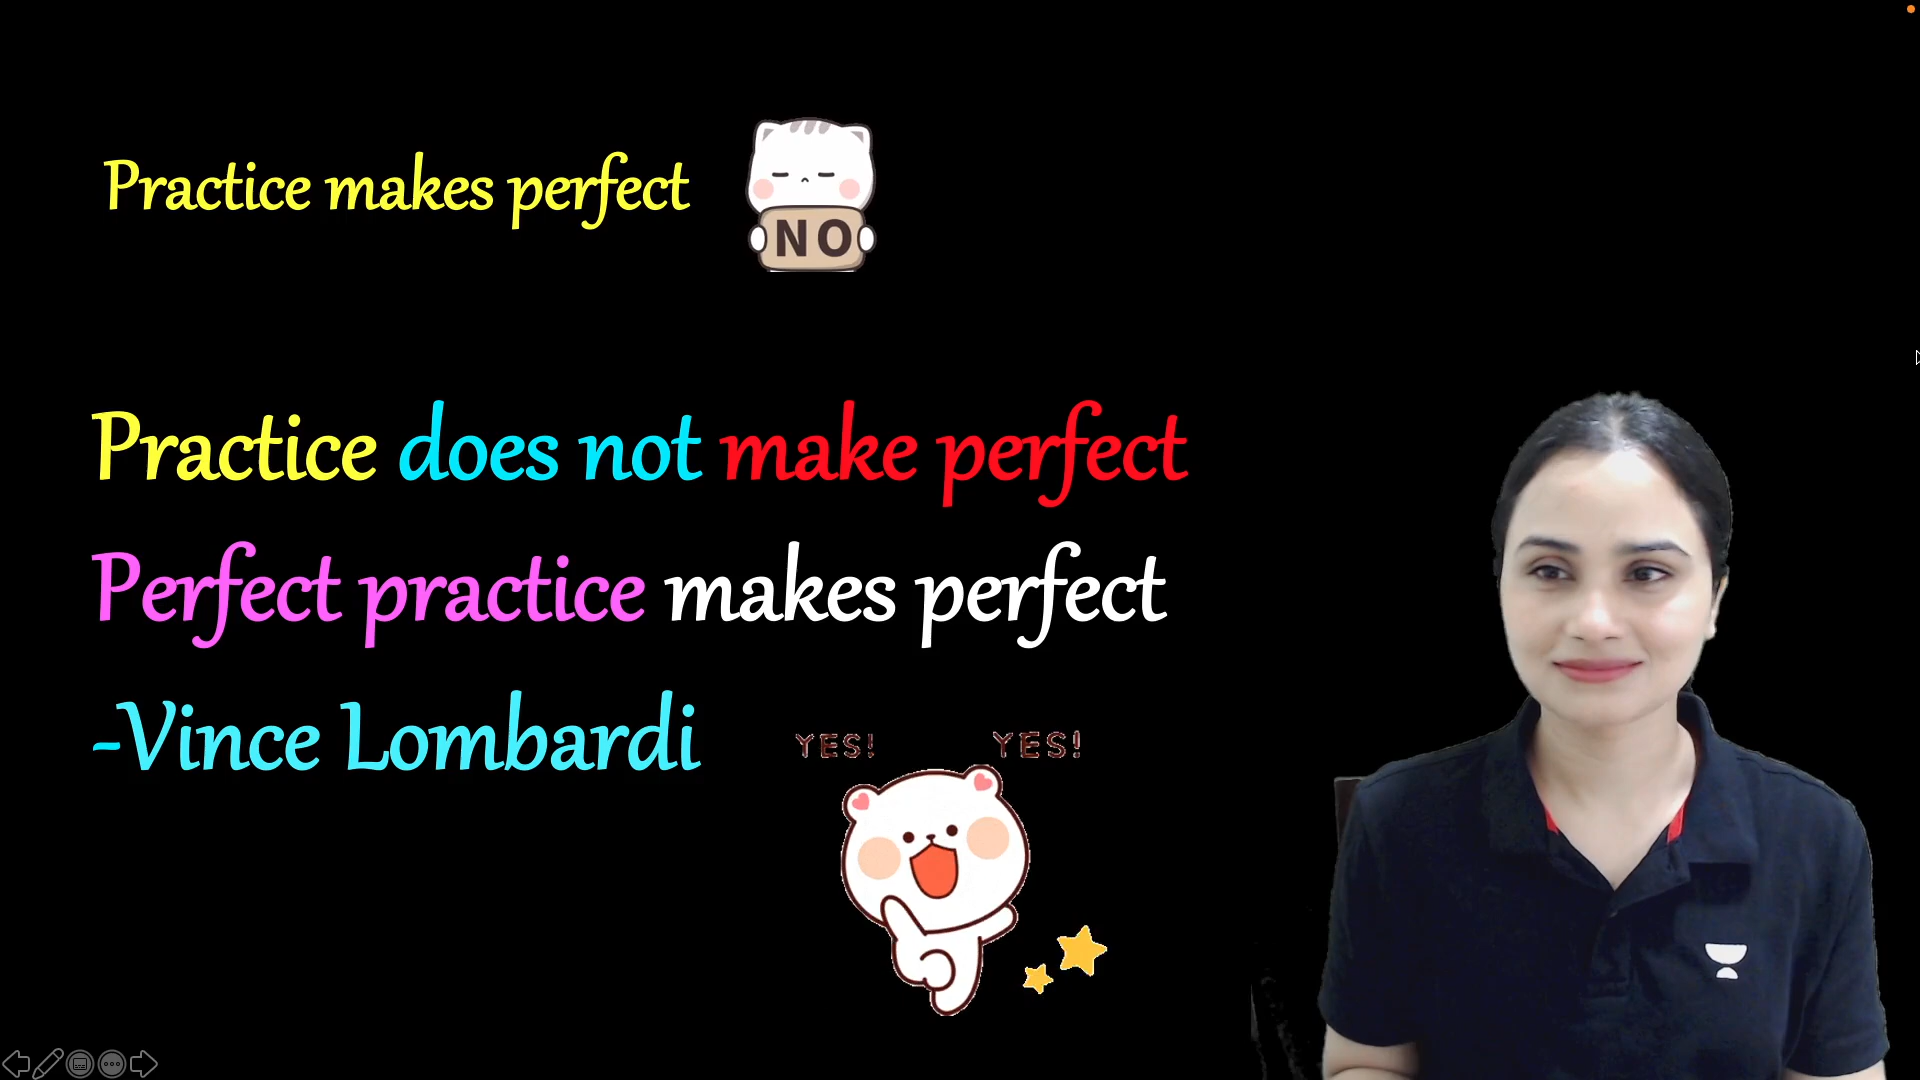 Practice makes perfect
NO
Practice does not make perfect
Perfect practice makes perfect
-Vince Lombardi
YES! YES!